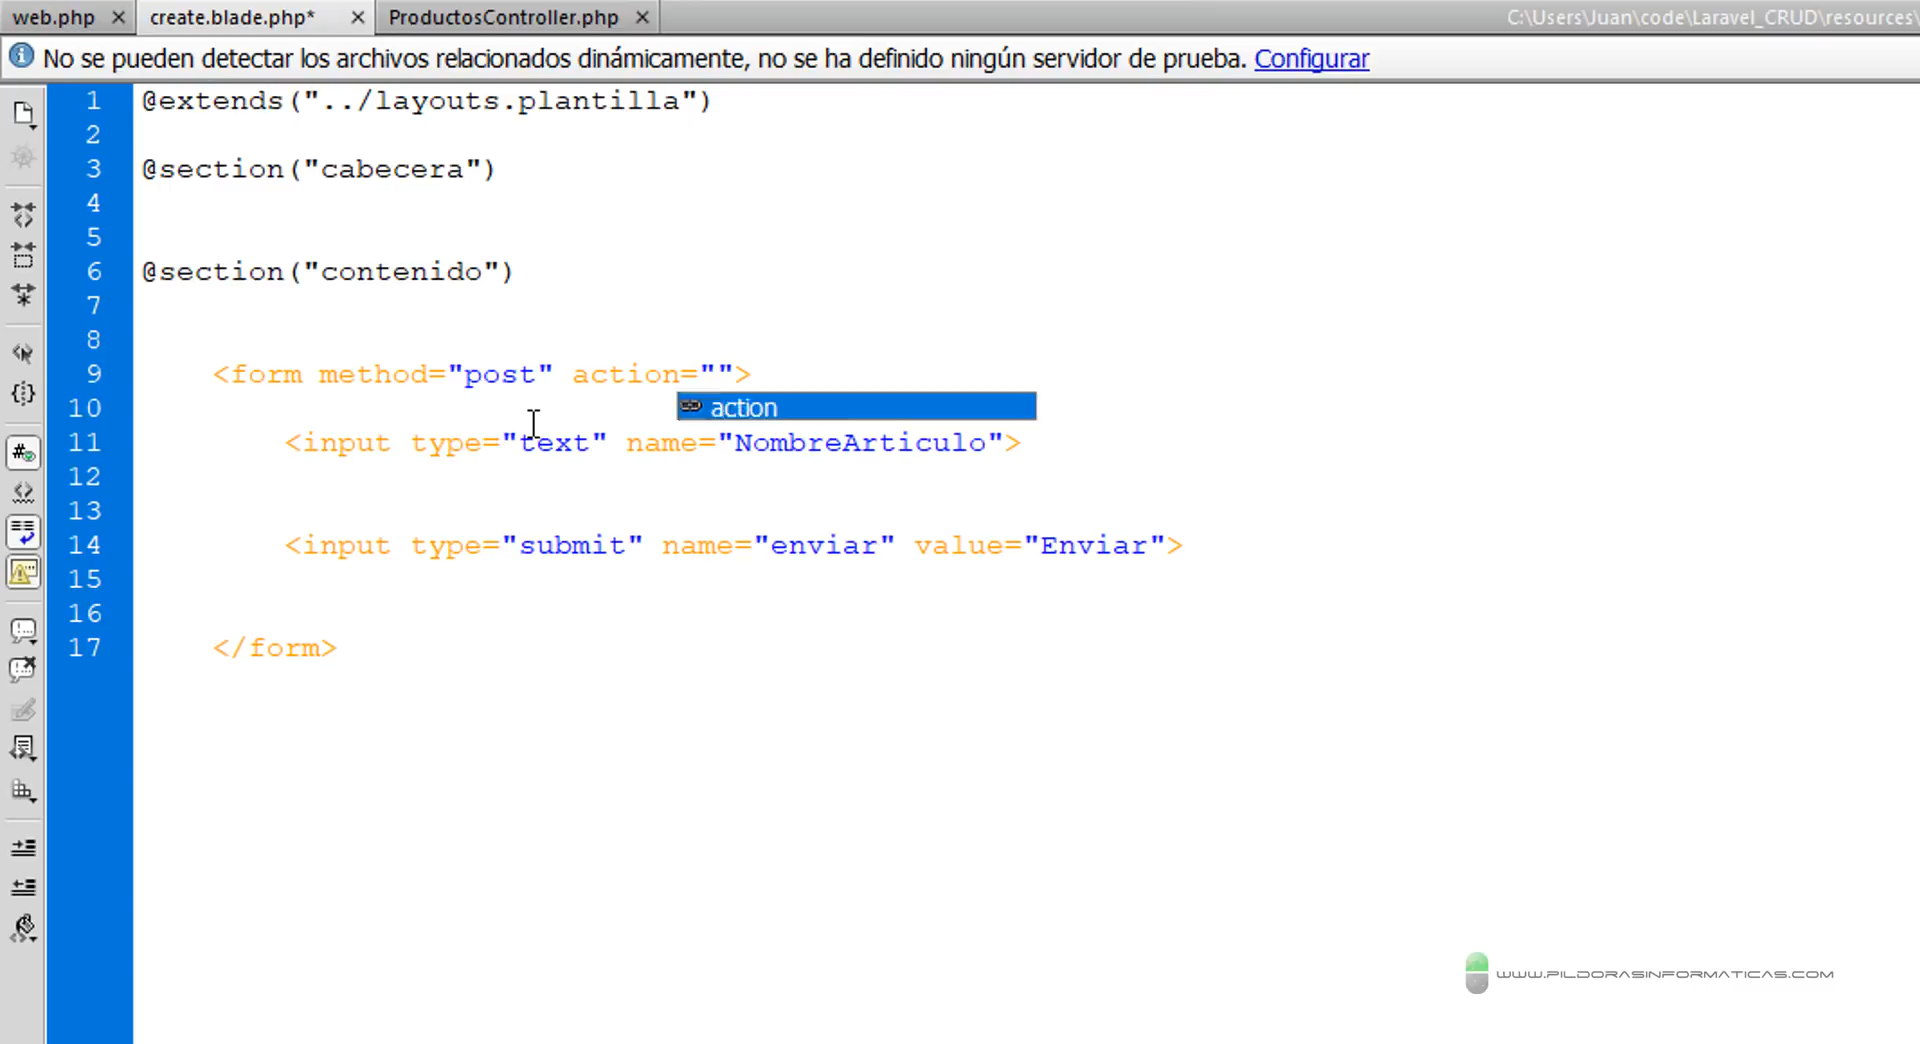 web.php create.blade.php* ProductosController.php C:\Users\Juan\code\Laravel_CRUD\resources\
No se pueden detectar los archivos relacionados dinámicamente, no se ha definido ningún servidor de prueba. Configurar
1 @extends("../layouts.plantilla")
2
3 @section("cabecera")
4
5
6 @section("contenido")
7
8
9 <form method="post" action="">
10 action
11 <input type="text" name="NombreArticulo">
12
13
14 <input type="submit" name="enviar" value="Enviar">
15
16
17 </form>
WWW.PILDORASINFORMATICAS.COM